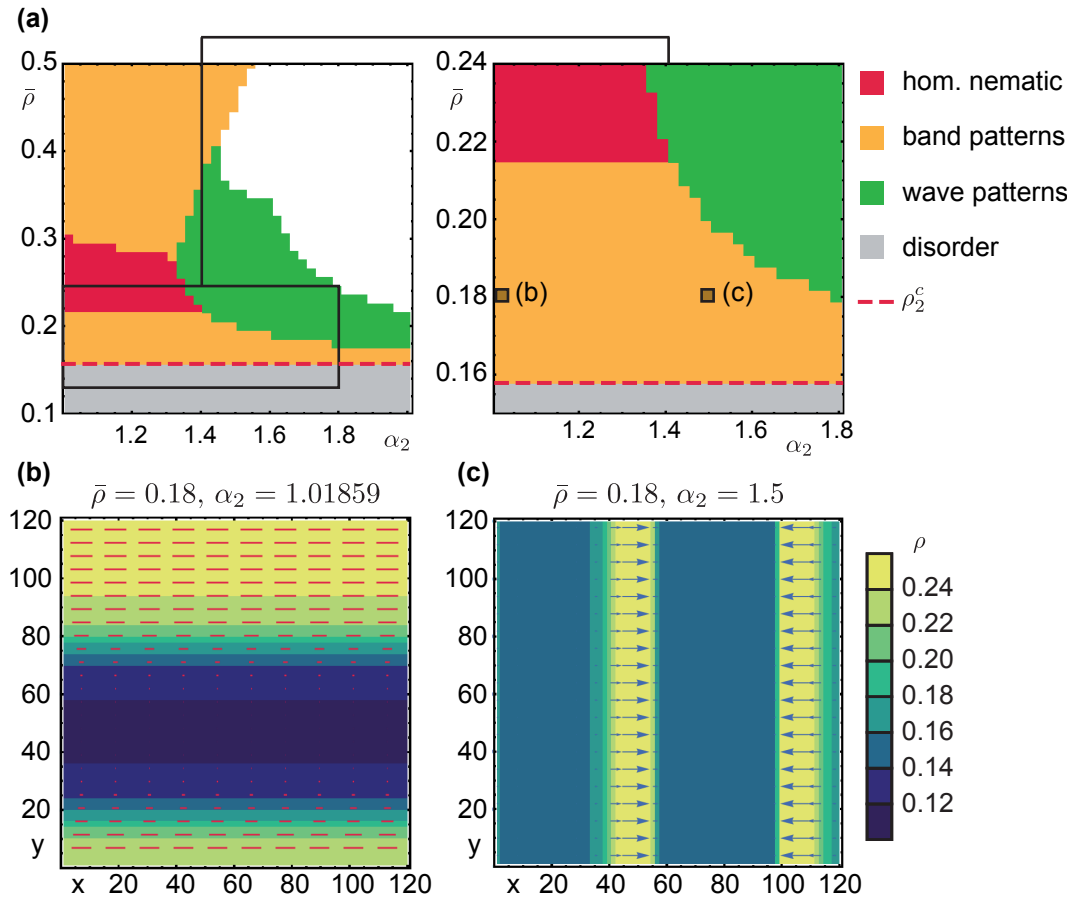 (a)
0.5
ρ̄
0.4
0.3
0.2
0.1
1.2 1.4 1.6 1.8 α₂
0.24
ρ̄
0.22
0.20
0.18
0.16
(b) (c)
1.2 1.4 1.6 α₂ 1.8
hom. nematic
band patterns
wave patterns
disorder
ρ₂ᶜ
(b)
ρ̄ = 0.18, α₂ = 1.01859
120
100
80
60
40
20
y
x 20 40 60 80 100 120
(c)
ρ̄ = 0.18, α₂ = 1.5
120
100
80
60
40
20
y
x 20 40 60 80 100 120
ρ
0.24
0.22
0.20
0.18
0.16
0.14
0.12